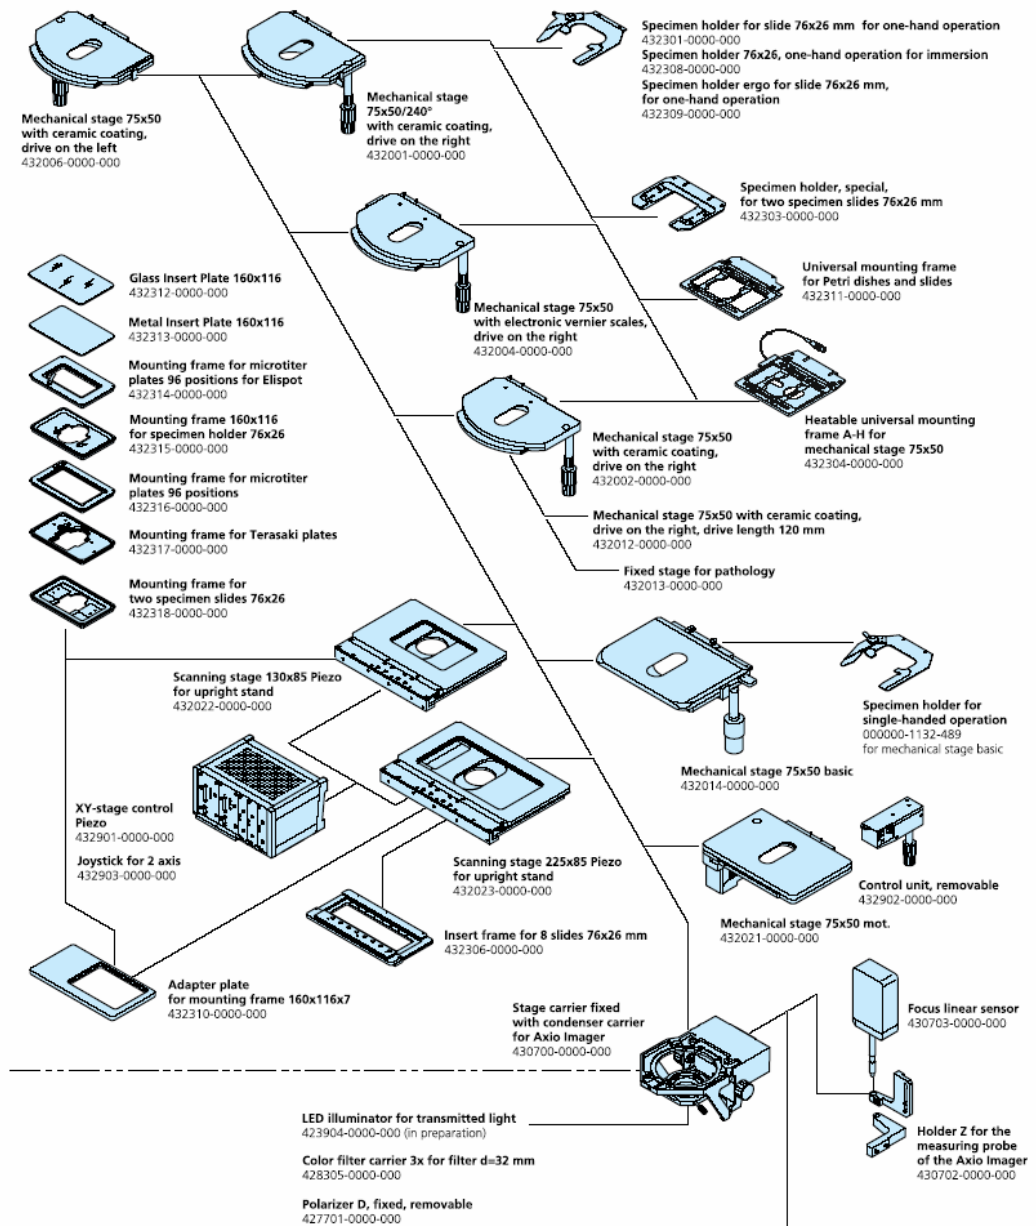 Specimen holder for slide 76x26 mm for one-hand operation
432301-0000-000
Specimen holder 76x26, one-hand operation for immersion
432308-0000-000
Specimen holder ergo for slide 76x26 mm,
for one-hand operation
432309-0000-000
Mechanical stage 75x50
with ceramic coating,
drive on the left
432006-0000-000
Mechanical stage
75x50/240°
with ceramic coating,
drive on the right
432001-0000-000
Specimen holder, special,
for two specimen slides 76x26 mm
432303-0000-000
Glass Insert Plate 160x116
432312-0000-000
Metal Insert Plate 160x116
432313-0000-000
Mounting frame for microtiter
plates 96 positions for Elispot
432314-0000-000
Mounting frame 160x116
for specimen holder 76x26
432315-0000-000
Mounting frame for microtiter
plates 96 positions
432316-0000-000
Mounting frame for Terasaki plates
432317-0000-000
Mounting frame for
two specimen slides 76x26
432318-0000-000
Universal mounting frame
for Petri dishes and slides
432311-0000-000
Mechanical stage 75x50
with electronic vernier scales,
drive on the right
432004-0000-000
Heatable universal mounting
frame A-H for
mechanical stage 75x50
432304-0000-000
Mechanical stage 75x50
with ceramic coating,
drive on the right
432002-0000-000
Mechanical stage 75x50 with ceramic coating,
drive on the right, drive length 120 mm
432012-0000-000
Fixed stage for pathology
432013-0000-000
Scanning stage 130x85 Piezo
for upright stand
432022-0000-000
Specimen holder for
single-handed operation
000000-1132-489
for mechanical stage basic
Mechanical stage 75x50 basic
432014-0000-000
XY-stage control
Piezo
432901-0000-000
Joystick for 2 axis
432903-0000-000
Scanning stage 225x85 Piezo
for upright stand
432023-0000-000
Control unit, removable
432902-0000-000
Mechanical stage 75x50 mot.
432021-0000-000
Insert frame for 8 slides 76x26 mm
432306-0000-000
Adapter plate
for mounting frame 160x116x7
432310-0000-000
Stage carrier fixed
with condenser carrier
for Axio Imager
430700-0000-000
Focus linear sensor
430703-0000-000
LED illuminator for transmitted light
423904-0000-000 (in preparation)
Color filter carrier 3x for filter d=32 mm
428305-0000-000
Polarizer D, fixed, removable
427701-0000-000
Holder Z for the
measuring probe
of the Axio Imager
430702-0000-000